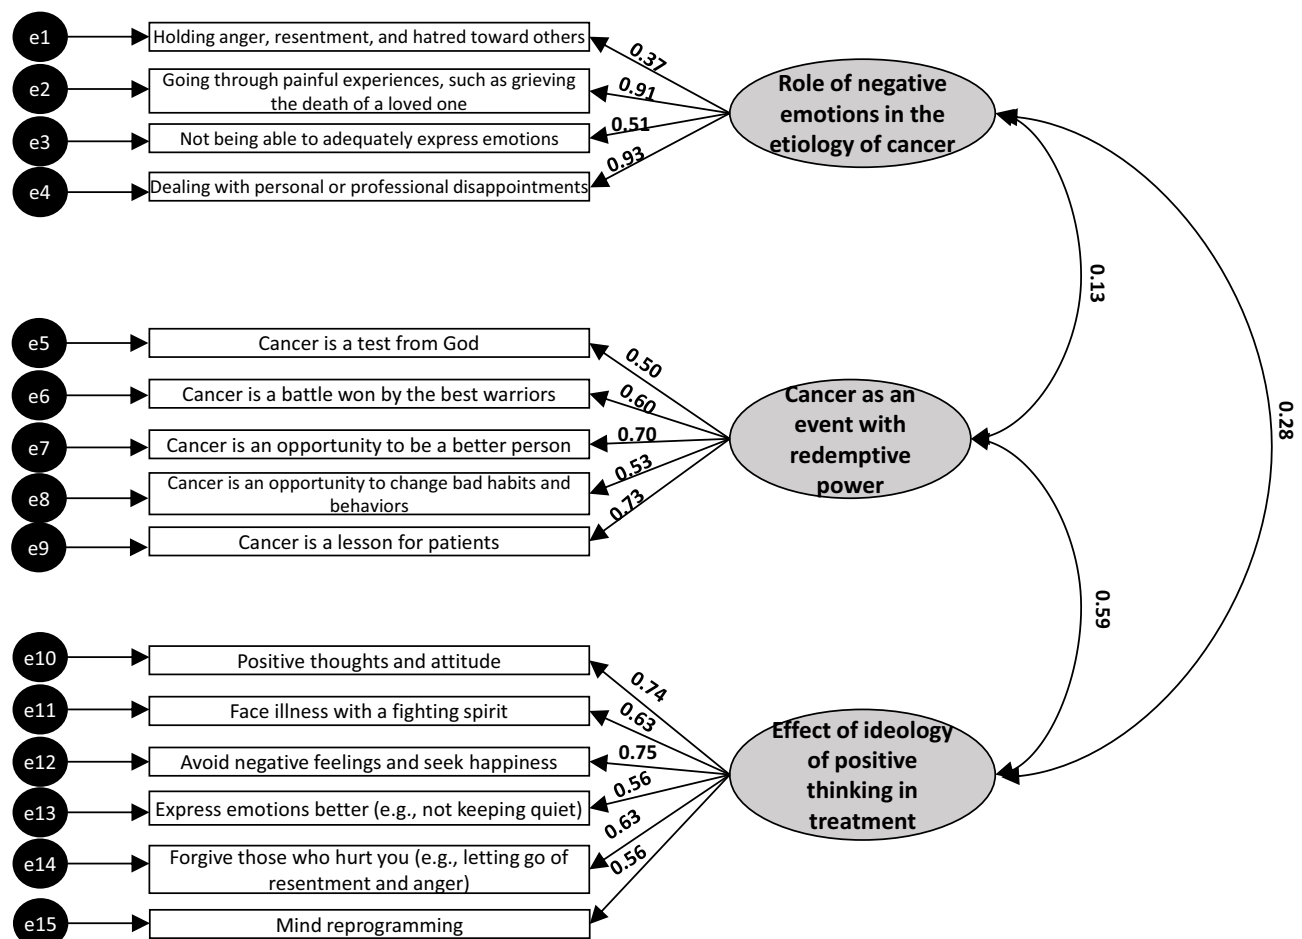 e1
Holding anger, resentment, and hatred toward others
0.37
e2
Going through painful experiences, such as grieving
the death of a loved one
0.91
e3
Not being able to adequately express emotions
0.51
e4
Dealing with personal or professional disappointments
0.93
Role of negative
emotions in the
etiology of cancer
0.13
0.28
e5
Cancer is a test from God
0.50
e6
Cancer is a battle won by the best warriors
0.60
e7
Cancer is an opportunity to be a better person
0.70
e8
Cancer is an opportunity to change bad habits and
behaviors
0.53
e9
Cancer is a lesson for patients
0.73
Cancer as an
event with
redemptive
power
0.59
e10
Positive thoughts and attitude
0.74
e11
Face illness with a fighting spirit
0.63
e12
Avoid negative feelings and seek happiness
0.75
e13
Express emotions better (e.g., not keeping quiet)
0.56
e14
Forgive those who hurt you (e.g., letting go of
resentment and anger)
0.63
e15
Mind reprogramming
0.56
Effect of ideology
of positive
thinking in
treatment